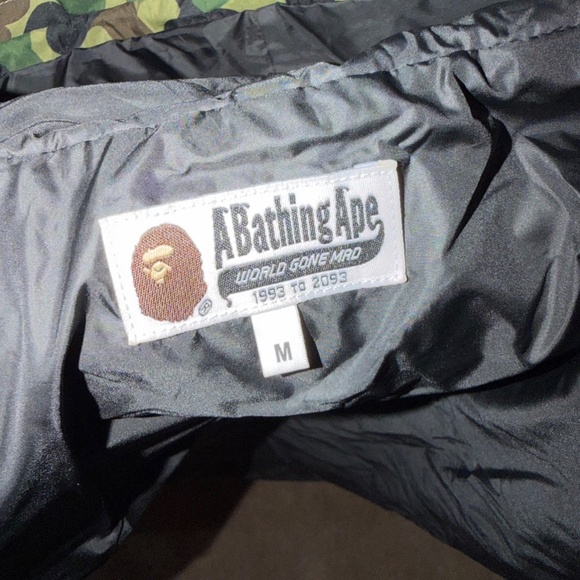 ABathingApe
WORLD GONE MAD
1993 TO 2093
®
M